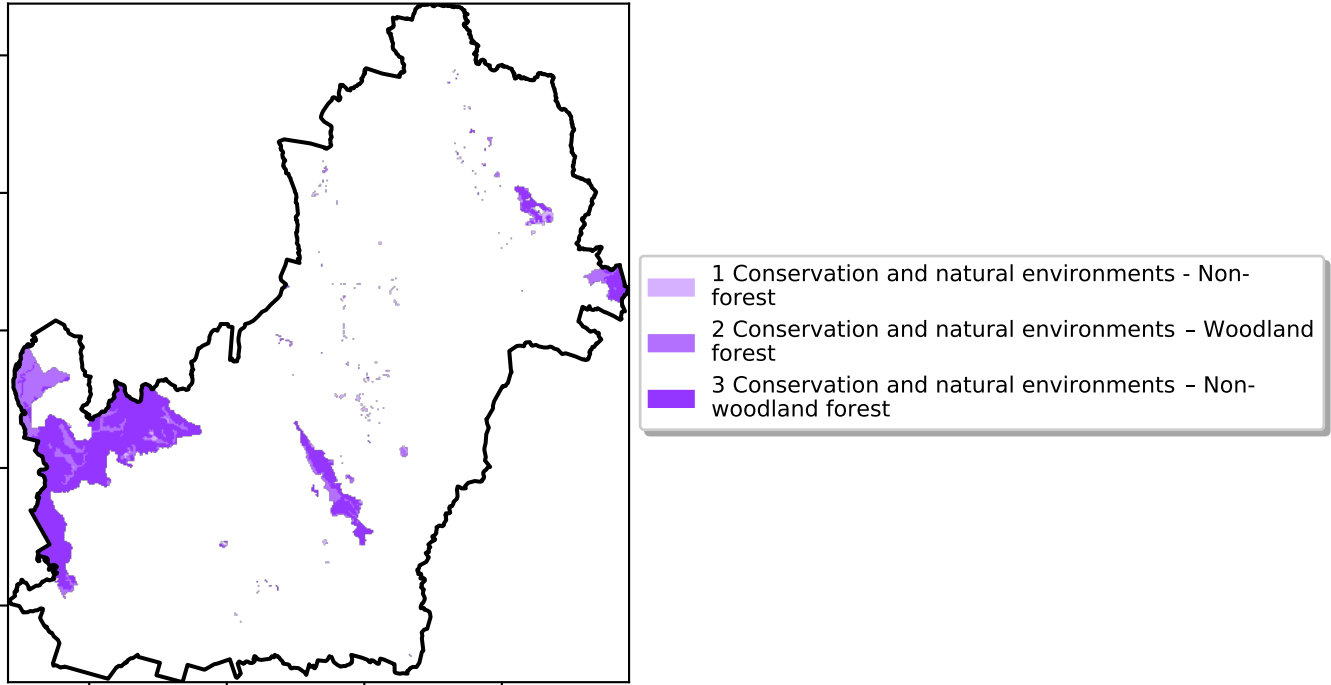 1 Conservation and natural environments - Non-
forest
2 Conservation and natural environments – Woodland
forest
3 Conservation and natural environments – Non-
woodland forest